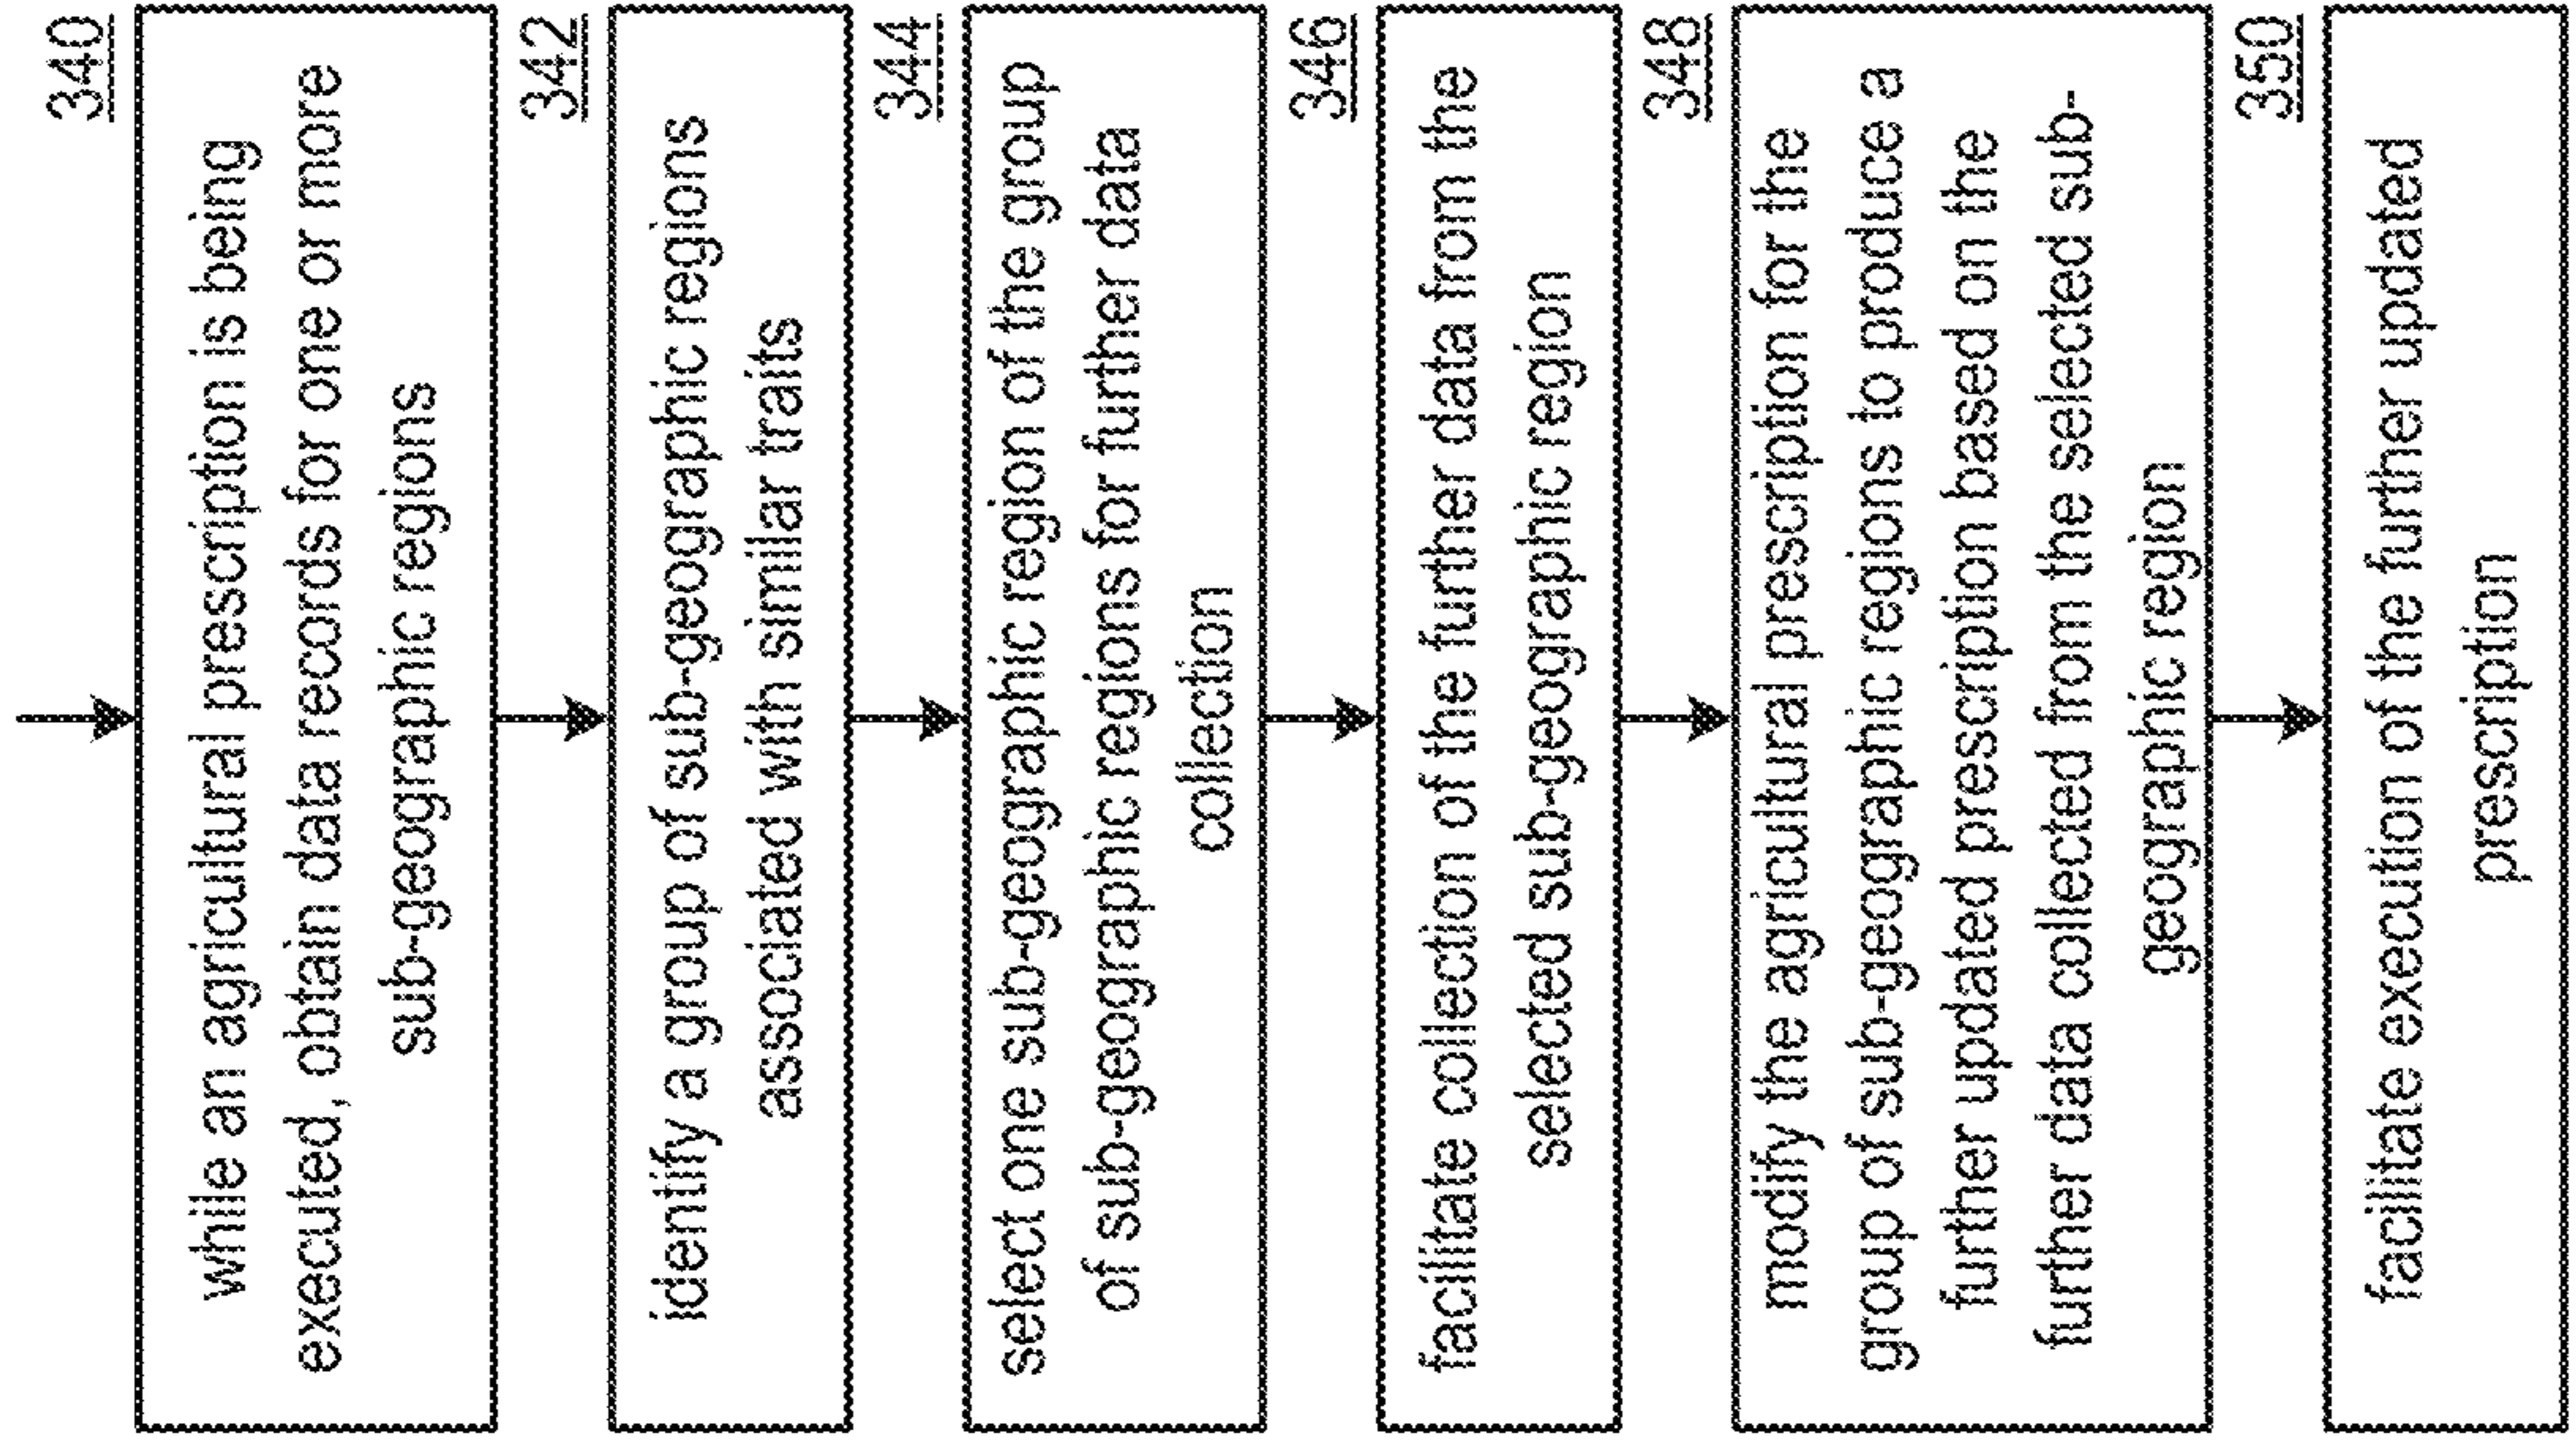 340
while an agricultural prescription is being
executed, obtain data records for one or more
sub-geographic regions
342
identify a group of sub-geographic regions
associated with similar traits
344
select one sub-geographic region of the group
of sub-geographic regions for further data
collection
346
facilitate collection of the further data from the
selected sub-geographic region
348
modify the agricultural prescription for the
group of sub-geographic regions to produce a
further updated prescription based on the
further data collected from the selected sub-
geographic region
350
facilitate execution of the further updated
prescription